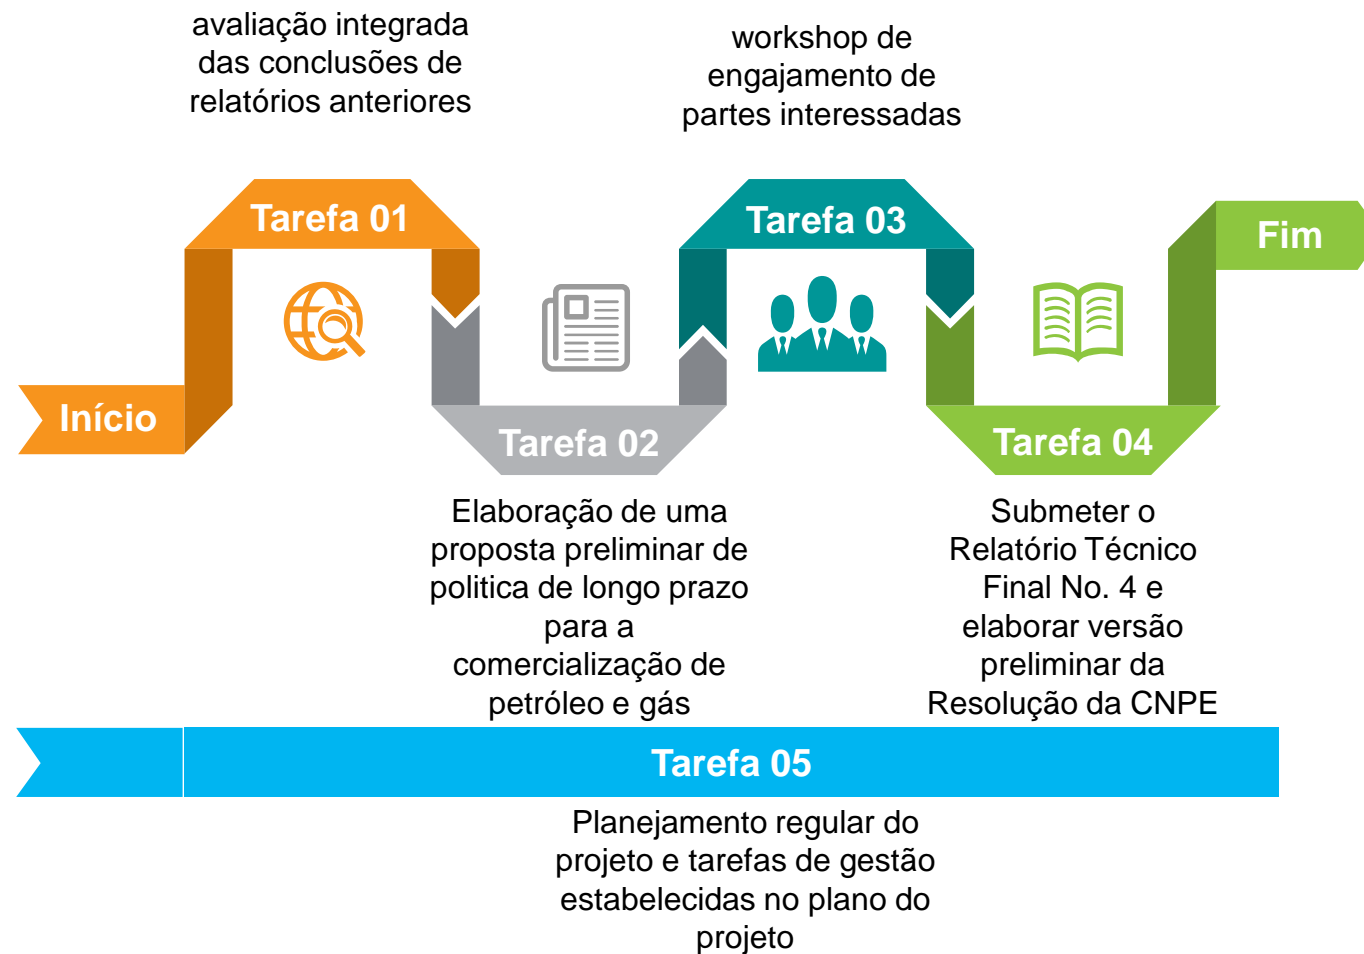 avaliação integrada
das conclusões de
relatórios anteriores
workshop de
engajamento de
partes interessadas
Tarefa 01
Tarefa 03
Fim
Início
Tarefa 02
Tarefa 04
Elaboração de uma
proposta preliminar de
politica de longo prazo
para a
comercialização de
petróleo e gás
Submeter o
Relatório Técnico
Final No. 4 e
elaborar versão
preliminar da
Resolução da CNPE
Tarefa 05
Planejamento regular do
projeto e tarefas de gestão
estabelecidas no plano do
projeto